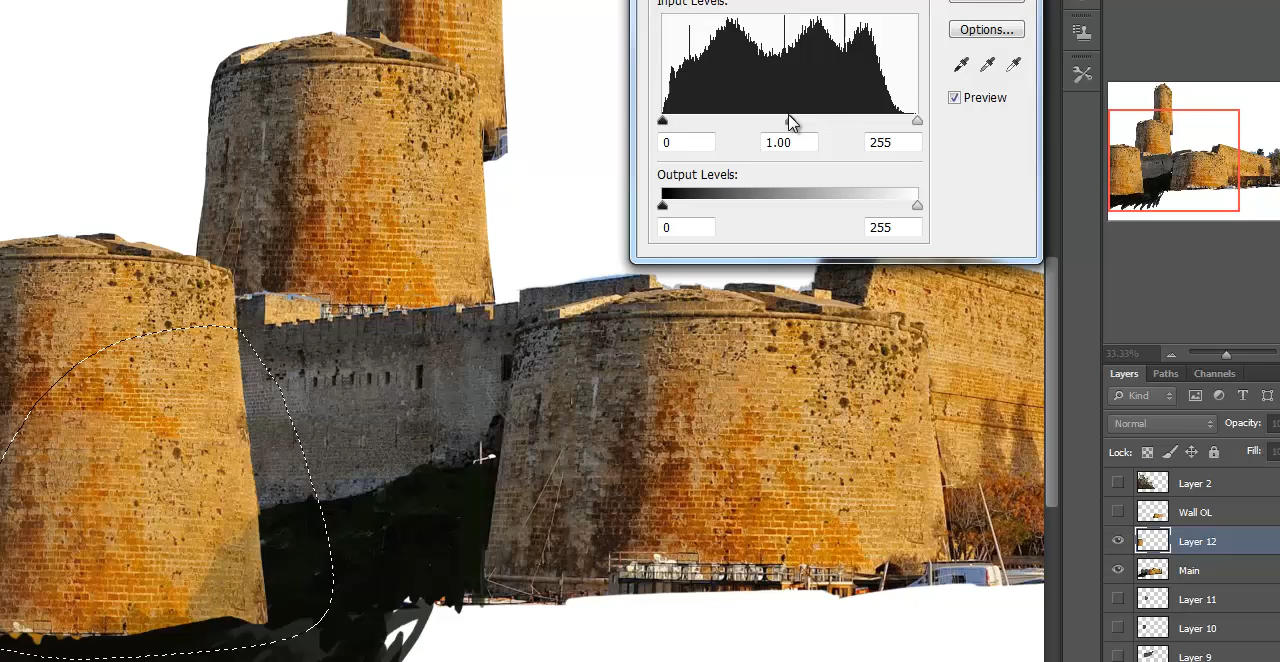 Input Levels:
Options...
Preview
0
1.00
255
Output Levels:
0
255
33.33%
Layers
Paths
Channels
Kind
Normal
Opacity:
Lock:
Fill:
Layer 2
Wall OL
Layer 12
Main
Layer 11
Layer 10
Layer 9